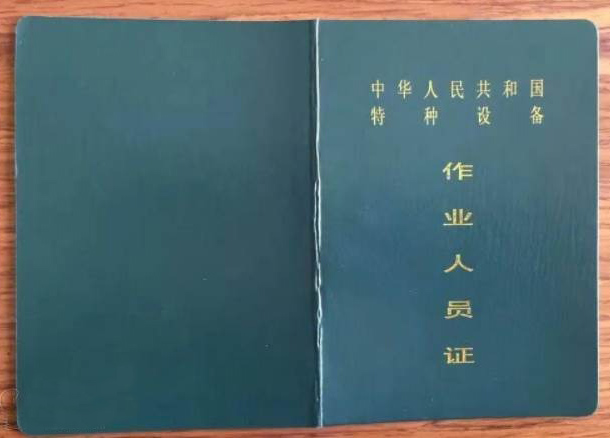 中华人民共和国
特种设备
作业人员证